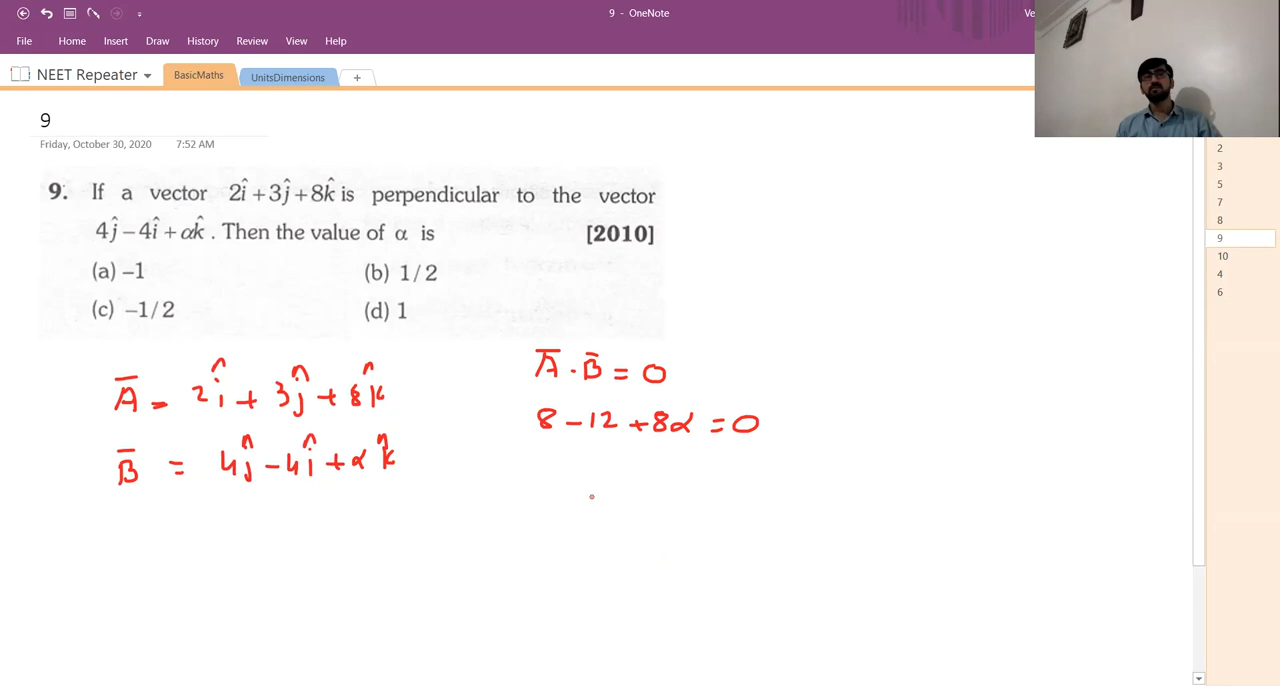 9 - OneNote
Ve
File Home Insert Draw History Review View Help
NEET Repeater BasicMaths UnitsDimensions +
9
Friday, October 30, 2020 7:52 AM
9. If a vector 2î + 3ĵ + 8k̂ is perpendicular to the vector
4ĵ – 4î + αk̂ . Then the value of α is [2010]
(a) –1 (b) 1 / 2
(c) –1/ 2 (d) 1
A̅ = 2î + 3ĵ + 8k̂
B̅ = 4ĵ - 4î + αk̂
A̅ . B̅ = 0
8 - 12 + 8α = 0
2
3
5
7
8
9
10
4
6